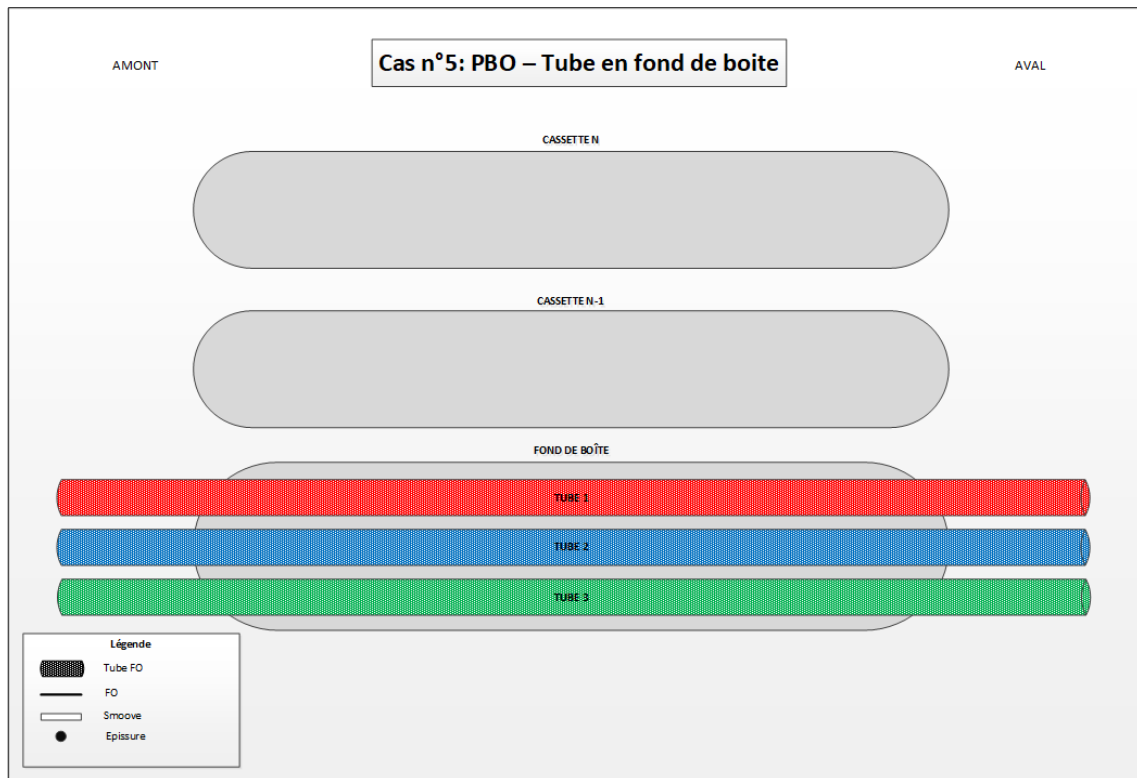 Cas n°5: PBO – Tube en fond de boite
AMONT
AVAL
CASSETTE N
CASSETTE N-1
FOND DE BOÎTE
TUBE 1
TUBE 2
TUBE 3
Légende
Tube FO
FO
Smoove
Epissure